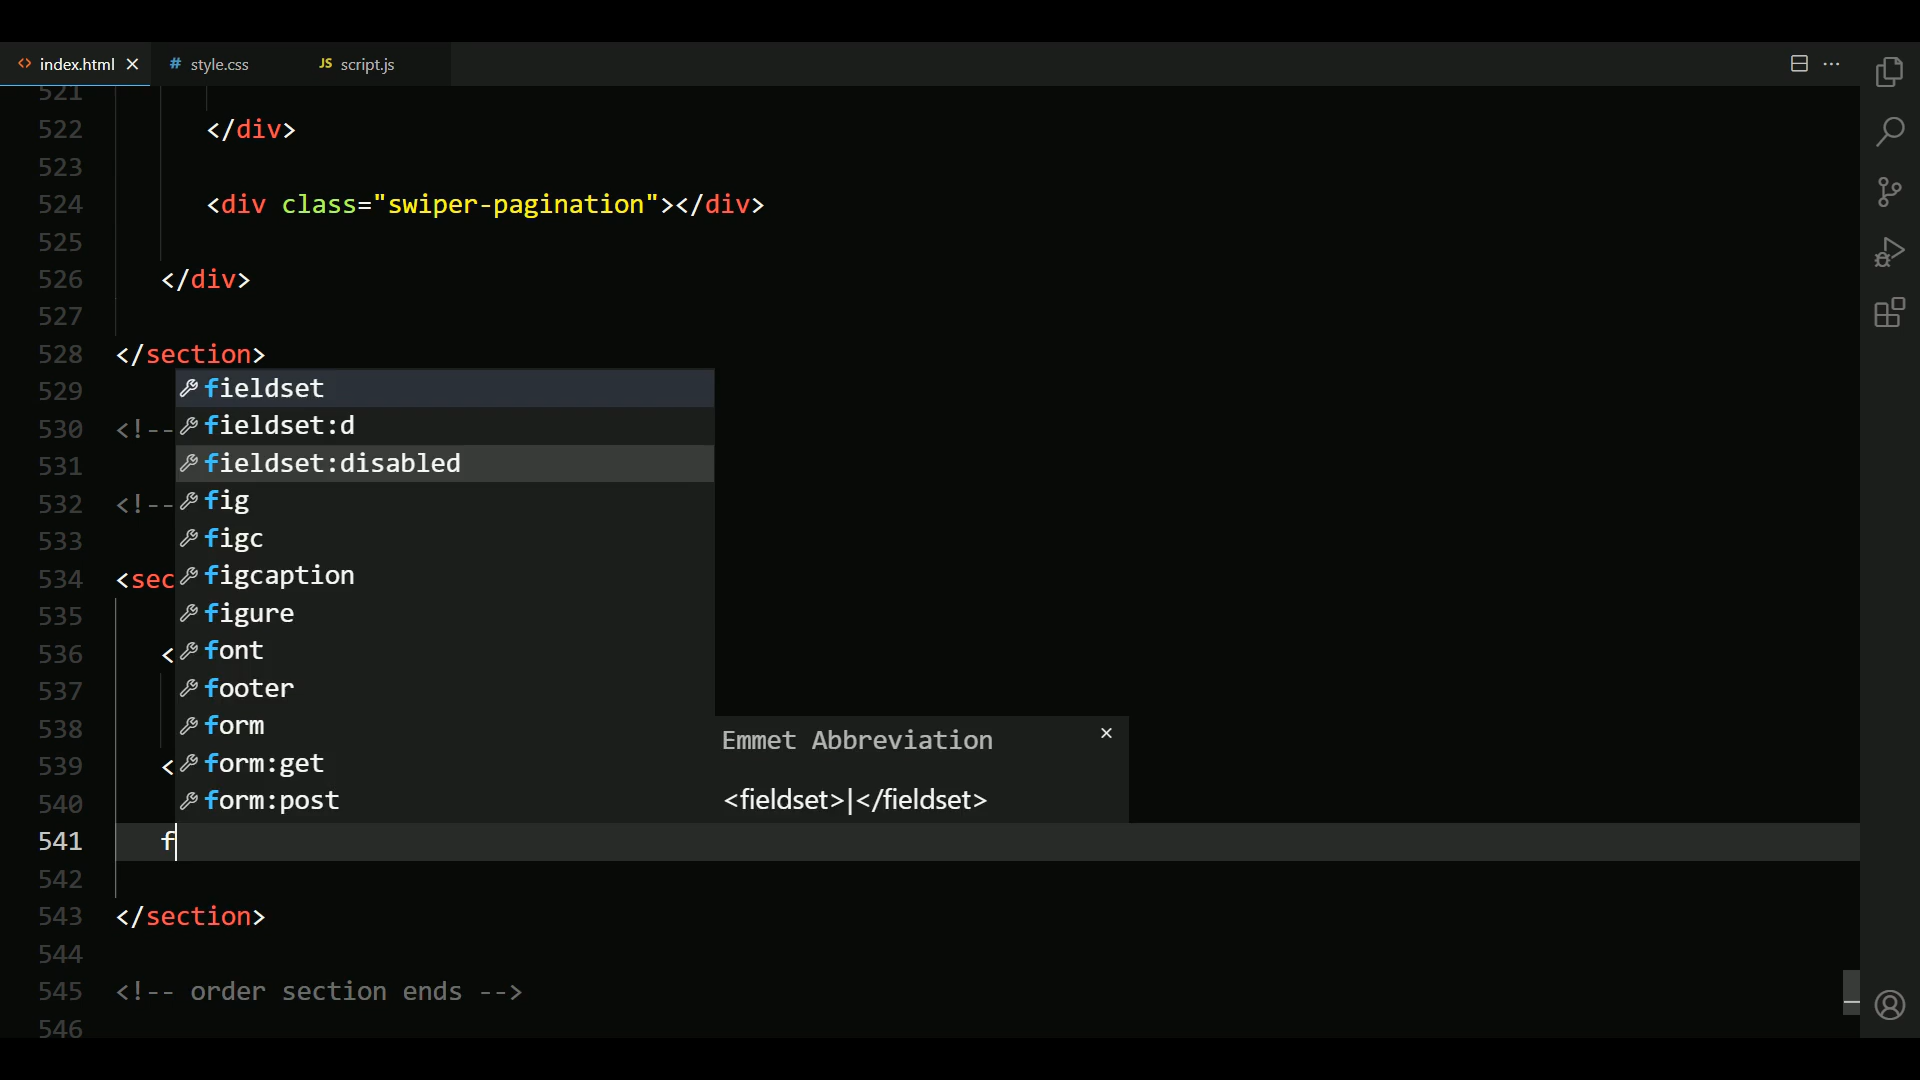 index.html
style.css
JS script.js
521
522 </div>
523
524 <div class="swiper-pagination"></div>
525
526 </div>
527
528 </section>
529
530 <!--
531
532 <!--
533
534 <sec
535
536 <
537
538
539 <
540
541 f
542
543 </section>
544
545 <!-- order section ends -->
546
fieldset
fieldset:d
fieldset:disabled
fig
figc
figcaption
figure
font
footer
form
form:get
form:post
Emmet Abbreviation
<fieldset>|</fieldset>